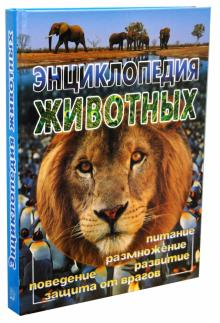 ЭНЦИКЛОПЕДИЯ
ЖИВОТНЫХ
питание
размножение
поведение развитие
защита от врагов
ЭНЦИКЛОПЕДИЯ ЖИВОТНЫХ